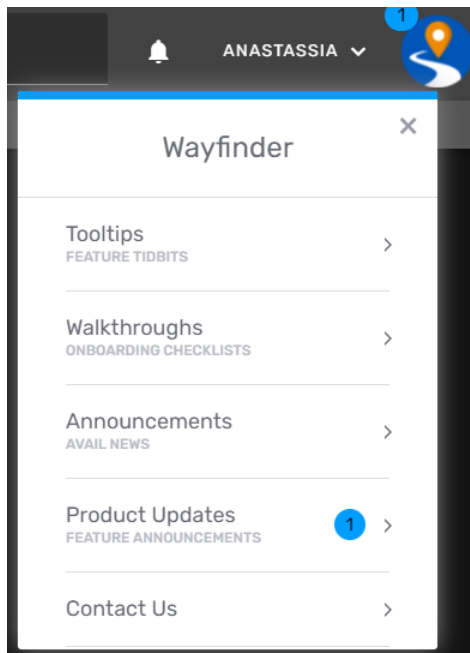 1
ANASTASSIA
Wayfinder
Tooltips
FEATURE TIDBITS
Walkthroughs
ONBOARDING CHECKLISTS
Announcements
AVAIL NEWS
Product Updates
FEATURE ANNOUNCEMENTS
1
Contact Us